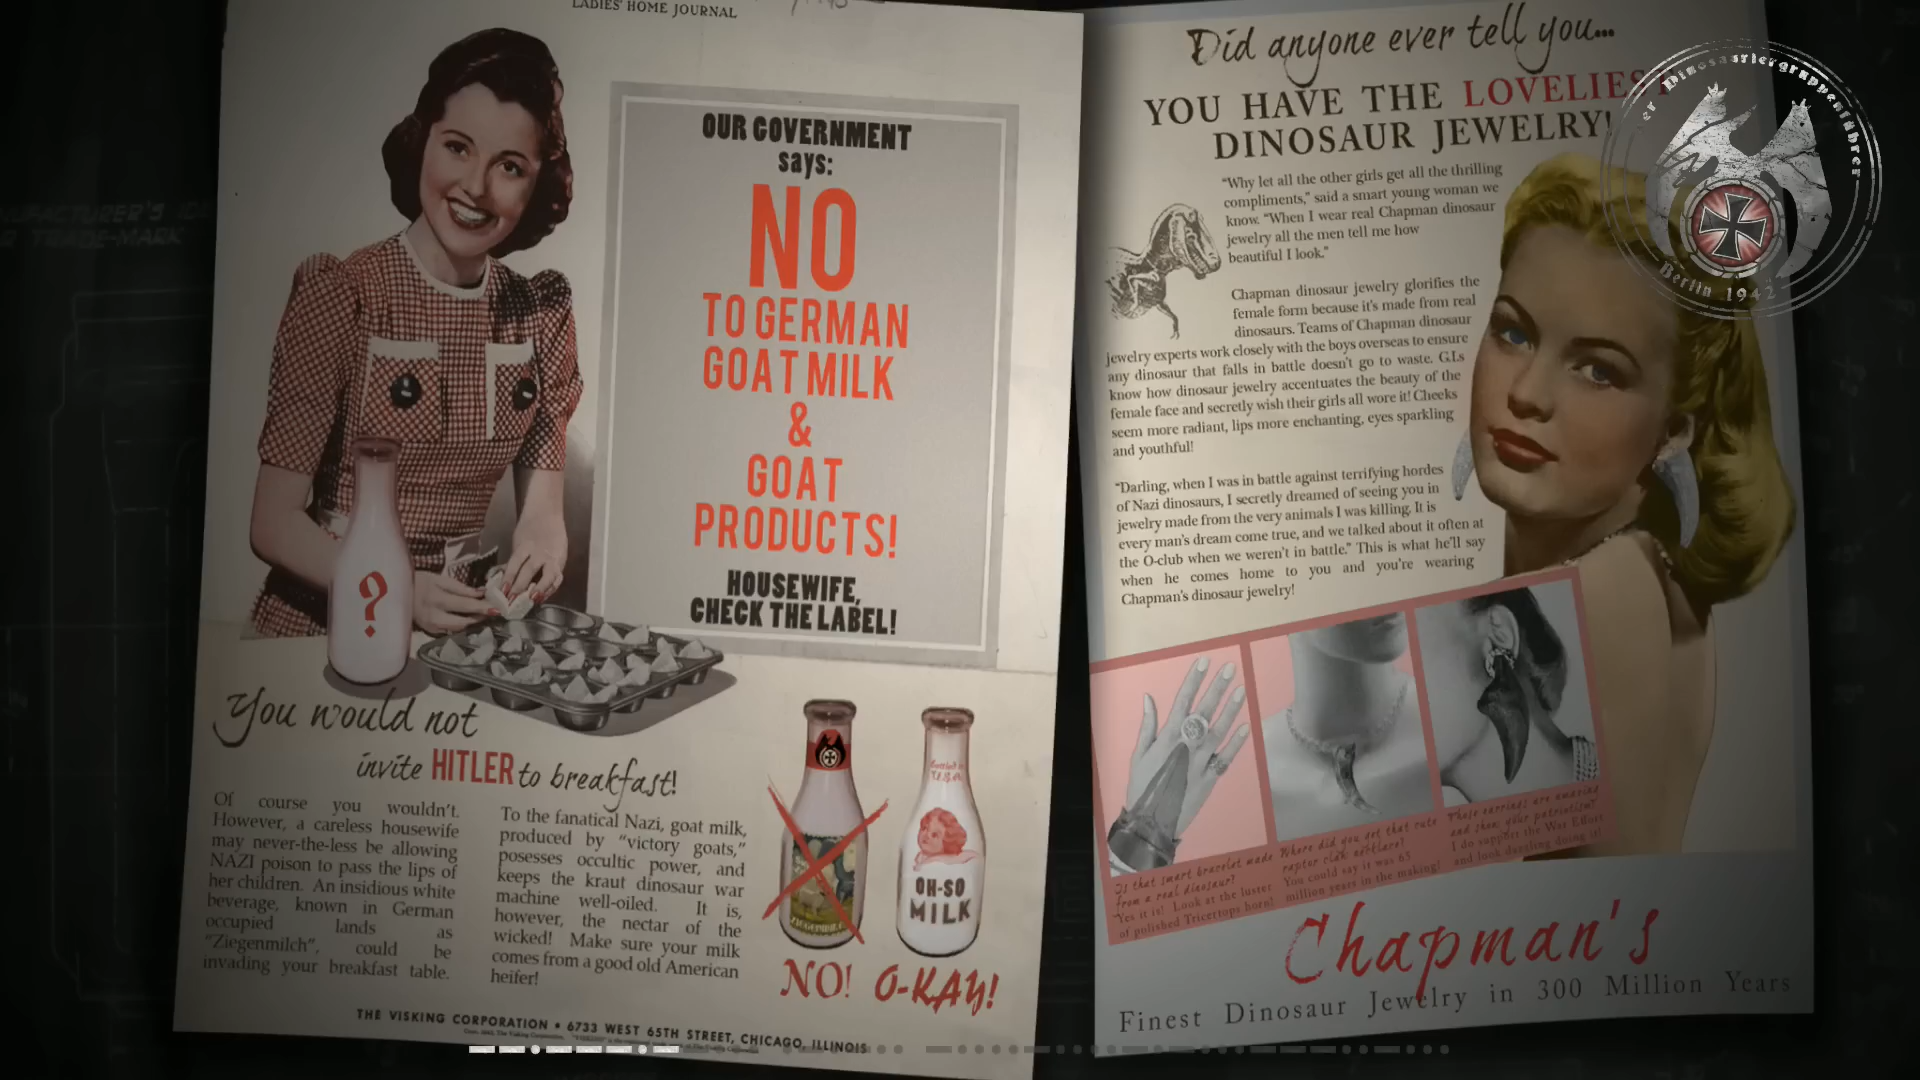 LADIES' HOME JOURNAL
OUR GOVERNMENT
says:
NO
TO GERMAN
GOAT MILK
&
GOAT
PRODUCTS!
HOUSEWIFE,
CHECK THE LABEL!
?
You would not
invite HITLER to breakfast!
Of course you wouldn't.
However, a careless housewife
may never-the-less be allowing
NAZI poison to pass the lips of
her children. An insidious white
beverage, known in German
occupied lands as
"Ziegenmilch", could be
invading your breakfast table.
To the fanatical Nazi, goat milk,
produced by "victory goats,"
posesses occultic power, and
keeps the kraut dinosaur war
machine well-oiled. It is,
however, the nectar of the
wicked! Make sure your milk
comes from a good old American
heifer!
Bottled in
U.S.A.
OH-SO
MILK
NO! O-KAY!
THE VISKING CORPORATION • 6733 WEST 65TH STREET, CHICAGO, ILLINOIS
Did anyone ever tell you...
YOU HAVE THE LOVELIEST
DINOSAUR JEWELRY!
"Why let all the other girls get all the thrilling
compliments," said a smart young woman we
know. "When I wear real Chapman dinosaur
jewelry all the men tell me how
beautiful I look."
Chapman dinosaur jewelry glorifies the
female form because it's made from real
dinosaurs. Teams of Chapman dinosaur
jewelry experts work closely with the boys overseas to ensure
any dinosaur that falls in battle doesn't go to waste. G.I.s
know how dinosaur jewelry accentuates the beauty of the
female face and secretly wish their girls all wore it! Cheeks
seem more radiant, lips more enchanting, eyes sparkling
and youthful!
"Darling, when I was in battle against terrifying hordes
of Nazi dinosaurs, I secretly dreamed of seeing you in
jewelry made from the very animals I was killing. It is
every man's dream come true, and we talked about it often at
the O-club when we weren't in battle." This is what he'll say
when he comes home to you and you're wearing
Chapman's dinosaur jewelry!
Is that smart bracelet made
from a real dinosaur?
Yes it is! Look at the luster
of polished Tricertops horn!
Where did you get that cute
raptor claw necklace?
You could say it was 65
million years in the making!
These earrings are amazing
and show your patriotism!
I do support the War Effort
and look dazzling doing it!
Chapman's
Finest Dinosaur Jewelry in 300 Million Years
er Dinosauriergruppenführer
Berlin 1942